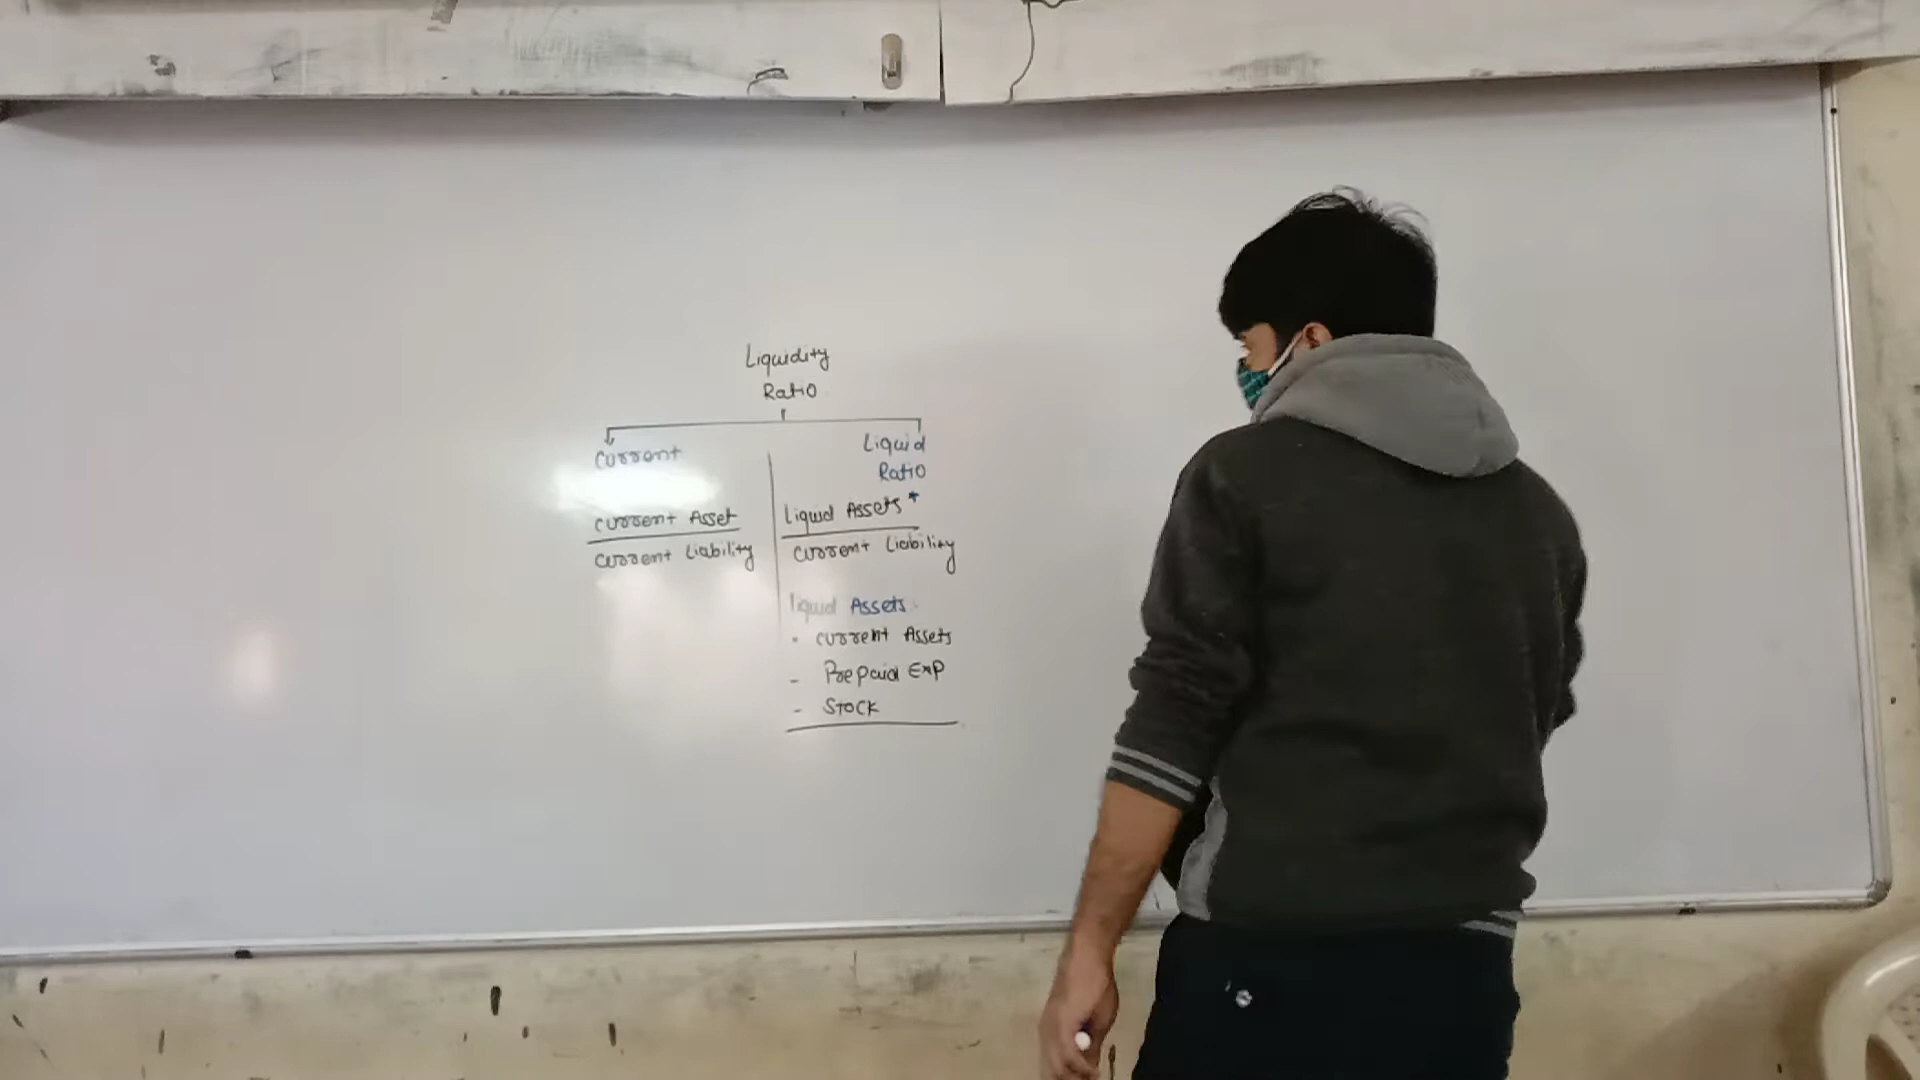 Liquidity
Ratio
Current
Current Asset
Current Liability
Liquid
Ratio
Liquid Assets *
Current Liability
liquid Assets :
• Current Assets
- Prepaid Exp
- STOCK